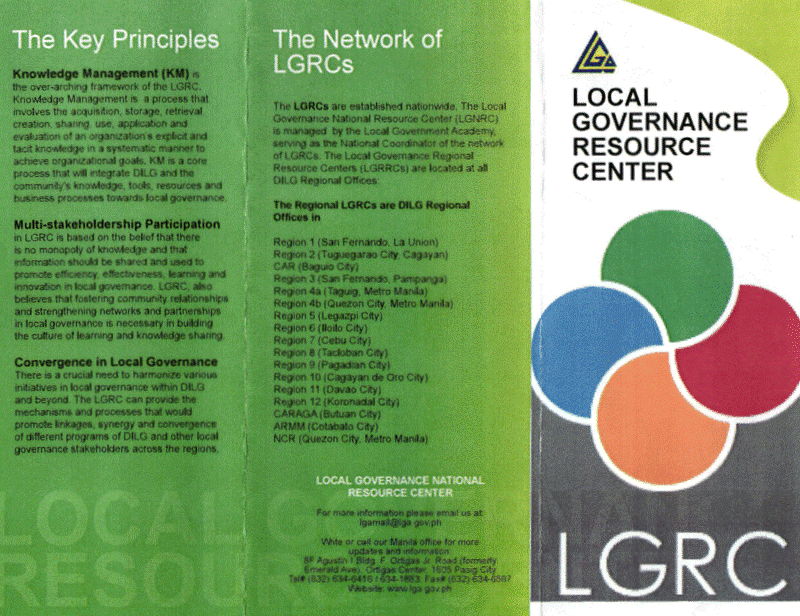 The Key Principles
Knowledge Management (KM) is
the over-arching framework of the LGRC.
Knowledge Management is a process that
involves the acquisition, storage, retrieval
creation, sharing, use, application and
evaluation of an organization's explicit and
tacit knowledge in a systematic manner to
achieve organizational goals. KM is a core
process that will integrate DILG and the
community's knowledge, tools, resources and
business processes towards local governance.
Multi-stakeholdership Participation
in LGRC is based on the belief that there
is no monopoly of knowledge and that
information should be shared and used to
promote efficiency, effectiveness, learning and
innovation in local governance. LGRC, also
believes that fostering community relationships
and strengthening networks and partnerships
in local governance is necessary in building
the culture of learning and knowledge sharing.
Convergence in Local Governance
There is a crucial need to harmonize various
initiatives in local governance within DILG
and beyond. The LGRC can provide the
mechanisms and processes that would
promote linkages, synergy and convergence
of different programs of DILG and other local
governance stakeholders across the regions.
The Network of
LGRCs
The LGRCs are established nationwide. The Local
Governance National Resource Center (LGNRC)
is managed by the Local Government Academy,
serving as the National Coordinator of the network
of LGRCs. The Local Governance Regional
Resource Centers (LGRRCs) are located at all
DILG Regional Offices:
The Regional LGRCs are DILG Regional
Offices in
Region 1 (San Fernando, La Union)
Region 2 (Tuguegarao City, Cagayan)
CAR (Baguio City)
Region 3 (San Fernando, Pampanga)
Region 4a (Taguig, Metro Manila)
Region 4b (Quezon City, Metro Manila)
Region 5 (Legazpi City)
Region 6 (Iloilo City)
Region 7 (Cebu City)
Region 8 (Tacloban City)
Region 9 (Pagadian City)
Region 10 (Cagayan de Oro City)
Region 11 (Davao City)
Region 12 (Koronadal City)
CARAGA (Butuan City)
ARMM (Cotabato City)
NCR (Quezon City, Metro Manila)
LOCAL GOVERNANCE NATIONAL
RESOURCE CENTER
For more information please email us at:
lgamail@lga.gov.ph
Write or call our Manila office for more
updates and information:
8F Agustin I Bldg. F. Ortigas Jr. Road (formerly
Emerald Ave), Ortigas Center, 1605 Pasig City
Tel# (632) 634-6416 / 634-1883; Fax# (632) 634-6567
Website: www.lga.gov.ph
LGA
LOCAL
GOVERNANCE
RESOURCE
CENTER
LGRC